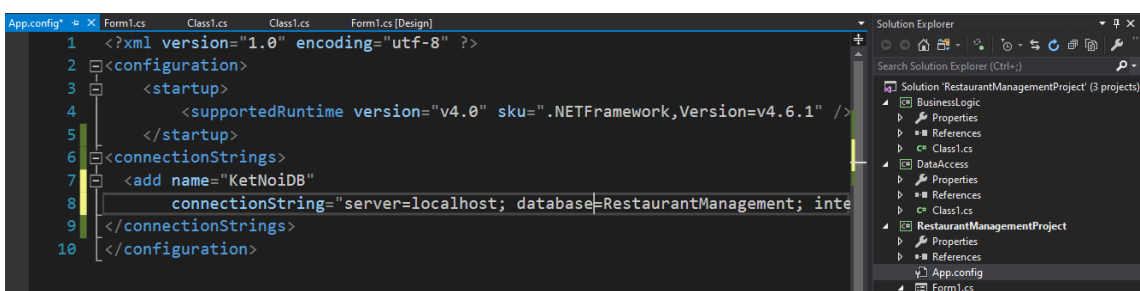 App.config* Form1.cs Class1.cs Class1.cs Form1.cs [Design]
1 <?xml version="1.0" encoding="utf-8" ?>
2 <configuration>
3 <startup>
4 <supportedRuntime version="v4.0" sku=".NETFramework,Version=v4.6.1" />
5 </startup>
6 <connectionStrings>
7 <add name="KetNoiDB"
8 connectionString="server=localhost; database=RestaurantManagement; inte
9 </connectionStrings>
10 </configuration>
Solution Explorer
Search Solution Explorer (Ctrl+;)
Solution 'RestaurantManagementProject' (3 projects)
BusinessLogic
Properties
References
C# Class1.cs
DataAccess
Properties
References
C# Class1.cs
RestaurantManagementProject
Properties
References
App.config
Form1.cs